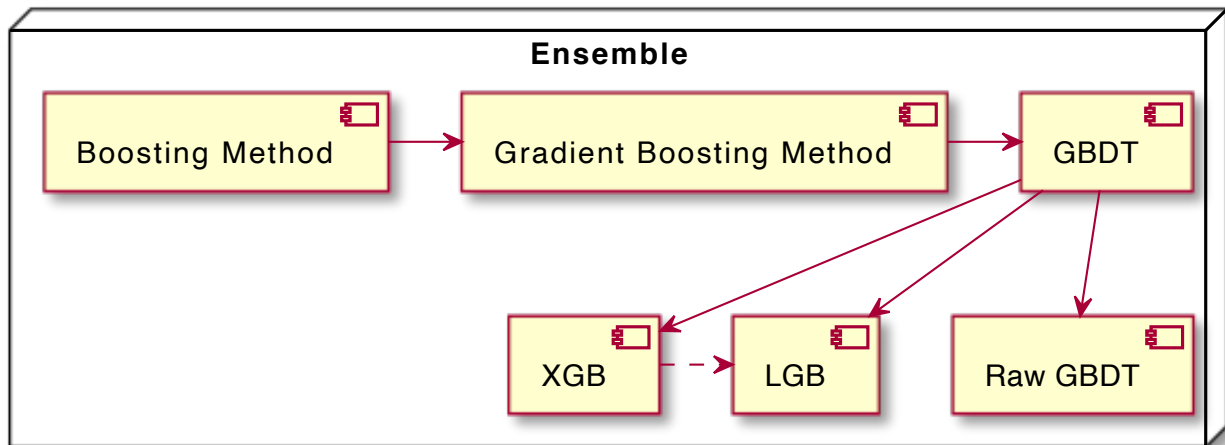 Ensemble
Boosting Method
Gradient Boosting Method
GBDT
XGB
LGB
Raw GBDT